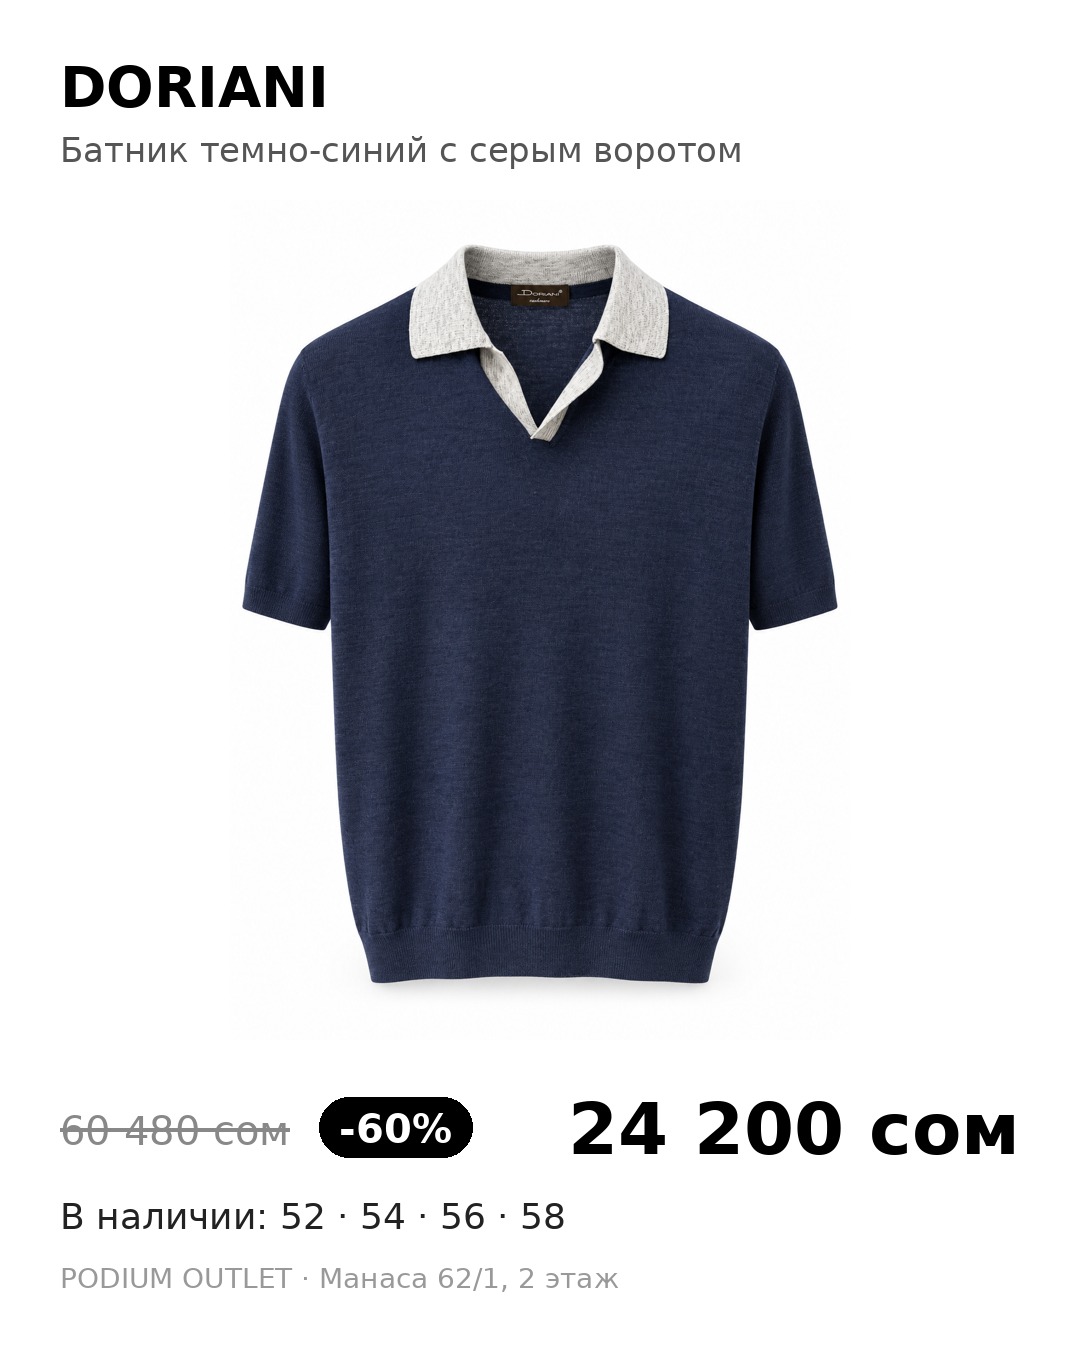 DORIANI
Батник темно-синий с серым воротом
DORIANI
60 480 сом -60% 24 200 сом
В наличии: 52 · 54 · 56 · 58
PODIUM OUTLET · Манаса 62/1, 2 этаж